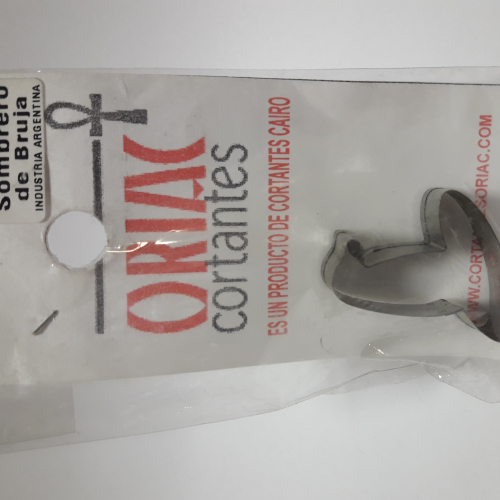 Sombrero
de Bruja
INDUSTRIA ARGENTINA
ORIAC
cortantes
ES UN PRODUCTO DE CORTANTES CAIRO